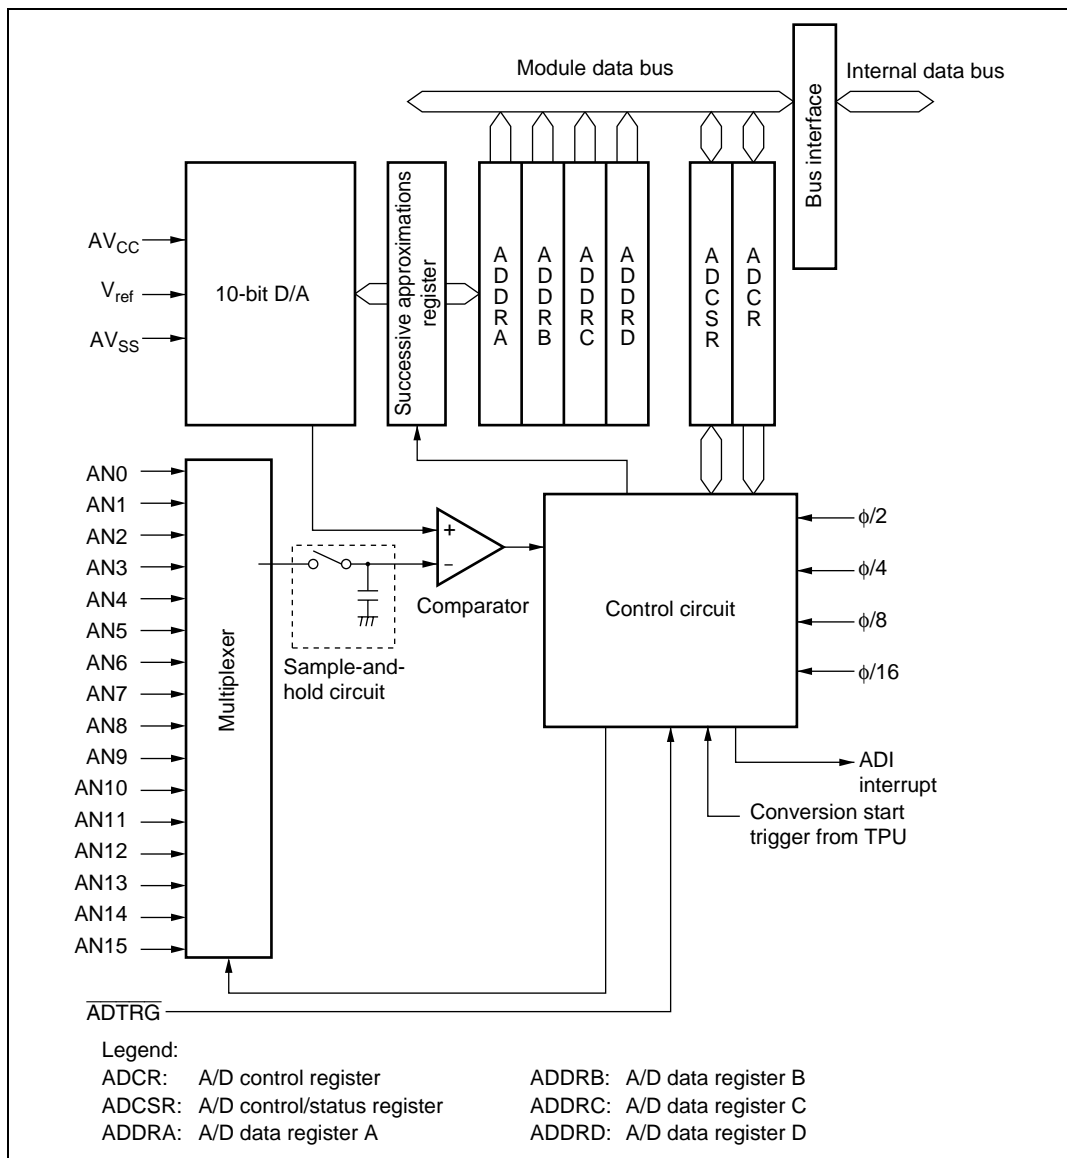 Module data bus
Internal data bus
Bus interface
AVCC
Vref
AVSS
10-bit D/A
Successive approximations
register
ADDRA
ADDRB
ADDRC
ADDRD
ADCSR
ADCR
AN0
AN1
AN2
AN3
AN4
AN5
AN6
AN7
AN8
AN9
AN10
AN11
AN12
AN13
AN14
AN15
Multiplexer
+
−
Comparator
Sample-and-
hold circuit
Control circuit
ϕ/2
ϕ/4
ϕ/8
ϕ/16
ADI
interrupt
Conversion start
trigger from TPU
ADTRG
Legend:
ADCR: A/D control register
ADCSR: A/D control/status register
ADDRA: A/D data register A
ADDRB: A/D data register B
ADDRC: A/D data register C
ADDRD: A/D data register D